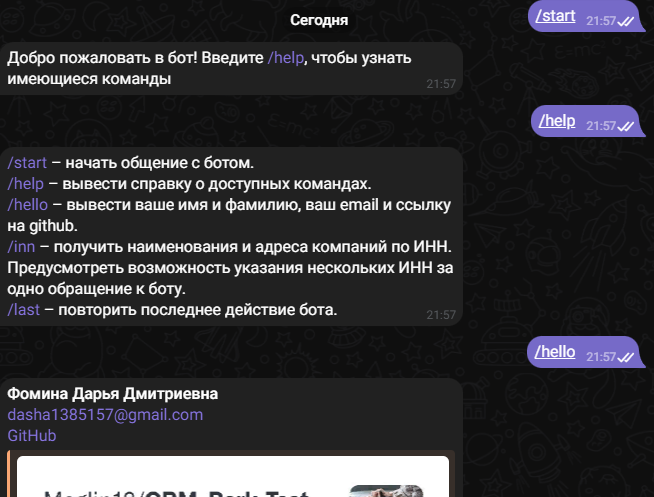 Сегодня
/start 21:57
Добро пожаловать в бот! Введите /help, чтобы узнать
имеющиеся команды
21:57
/help 21:57
/start – начать общение с ботом.
/help – вывести справку о доступных командах.
/hello – вывести ваше имя и фамилию, ваш email и ссылку
на github.
/inn – получить наименования и адреса компаний по ИНН.
Предусмотреть возможность указания нескольких ИНН за
одно обращение к боту.
/last – повторить последнее действие бота.
21:57
/hello 21:57
Фомина Дарья Дмитриевна
dasha1385157@gmail.com
GitHub